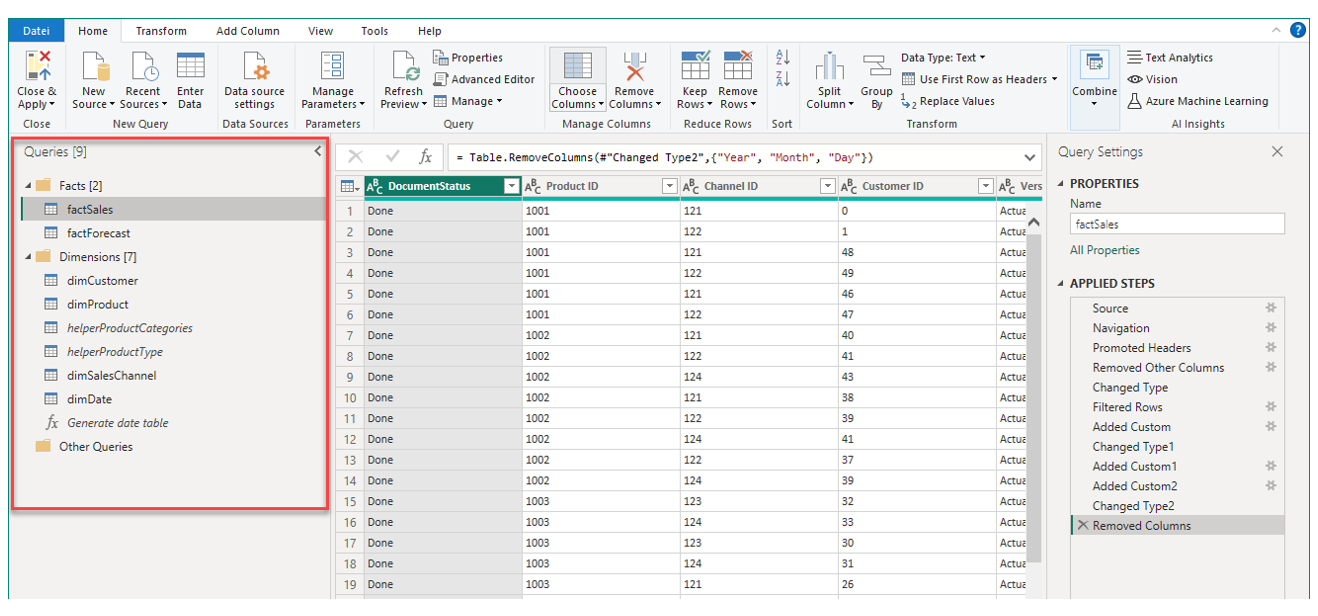 Datei Home Transform Add Column View Tools Help
Close & Apply New Source Recent Sources Enter Data Data source settings Manage Parameters Refresh Preview Properties Advanced Editor Manage Choose Columns Remove Columns Keep Rows Remove Rows Split Column Group By Data Type: Text Use First Row as Headers 1 2 Replace Values Combine Text Analytics Vision Azure Machine Learning
Close New Query Data Sources Parameters Query Manage Columns Reduce Rows Sort Transform AI Insights
Queries [9]
Facts [2]
factSales
factForecast
Dimensions [7]
dimCustomer
dimProduct
helperProductCategories
helperProductType
dimSalesChannel
dimDate
fx Generate date table
Other Queries
fx = Table.RemoveColumns(#"Changed Type2",{"Year", "Month", "Day"})
ABC DocumentStatus ABC Product ID ABC Channel ID ABC Customer ID ABC Vers
1 Done 1001 121 0 Actua
2 Done 1001 122 1 Actua
3 Done 1001 121 48 Actua
4 Done 1001 122 49 Actua
5 Done 1001 121 46 Actua
6 Done 1001 122 47 Actua
7 Done 1002 121 40 Actua
8 Done 1002 122 41 Actua
9 Done 1002 124 43 Actua
10 Done 1002 121 38 Actua
11 Done 1002 122 39 Actua
12 Done 1002 124 41 Actua
13 Done 1002 122 37 Actua
14 Done 1002 124 39 Actua
15 Done 1003 123 32 Actua
16 Done 1003 124 33 Actua
17 Done 1003 123 30 Actua
18 Done 1003 124 31 Actua
19 Done 1003 121 26 Actua
Query Settings
PROPERTIES
Name
factSales
All Properties
APPLIED STEPS
Source
Navigation
Promoted Headers
Removed Other Columns
Changed Type
Filtered Rows
Added Custom
Changed Type1
Added Custom1
Added Custom2
Changed Type2
Removed Columns